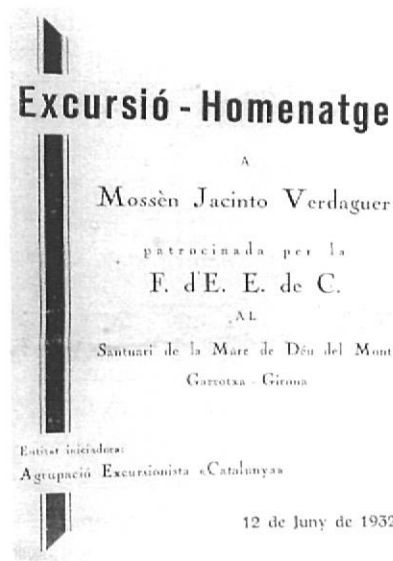 Excursió - Homenatge
A
Mossèn Jacinto Verdaguer
patrocinada per la
F. d'E. E. de C.
AL
Santuari de la Mare de Déu del Mont
Garrotxa - Girona
Entitat iniciadora:
Agrupació Excursionista «Catalunya»
12 de Juny de 1932